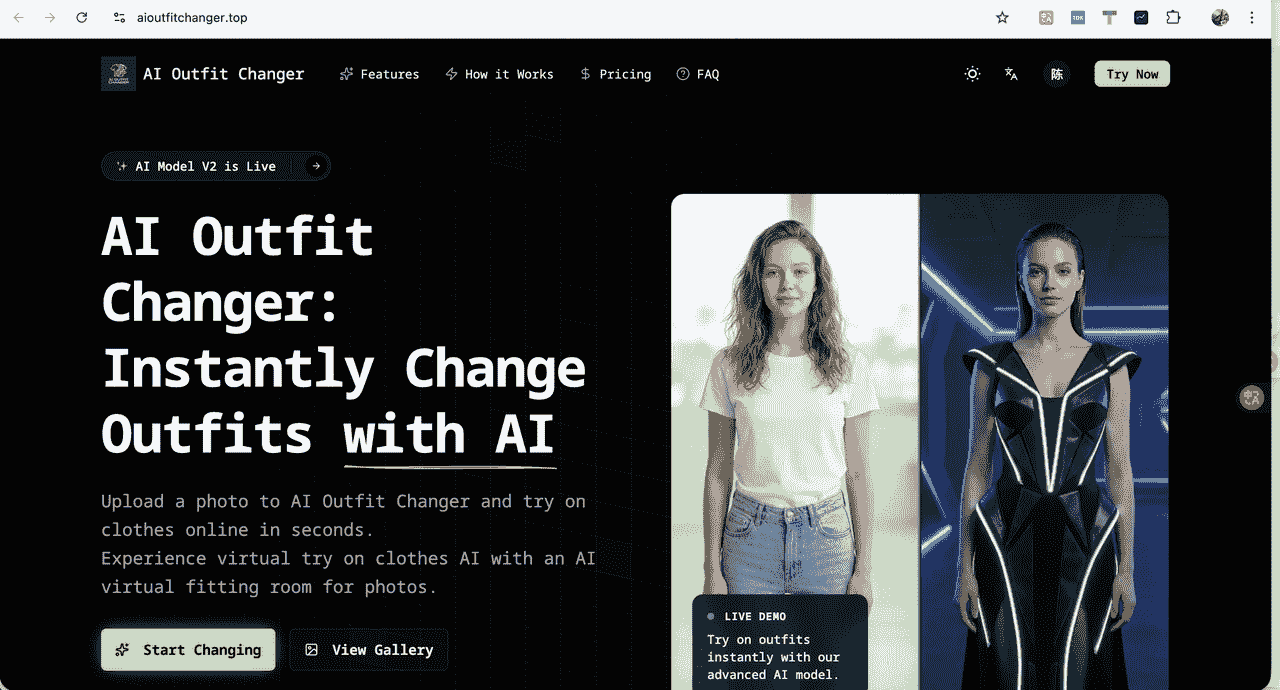 aioutfitchanger.top
AI Outfit Changer
Features
How it Works
Pricing
FAQ
陈
Try Now
AI Model V2 is Live
AI Outfit
Changer:
Instantly Change
Outfits with AI
Upload a photo to AI Outfit Changer and try on
clothes online in seconds.
Experience virtual try on clothes AI with an AI
virtual fitting room for photos.
Start Changing
View Gallery
LIVE DEMO
Try on outfits
instantly with our
advanced AI model.